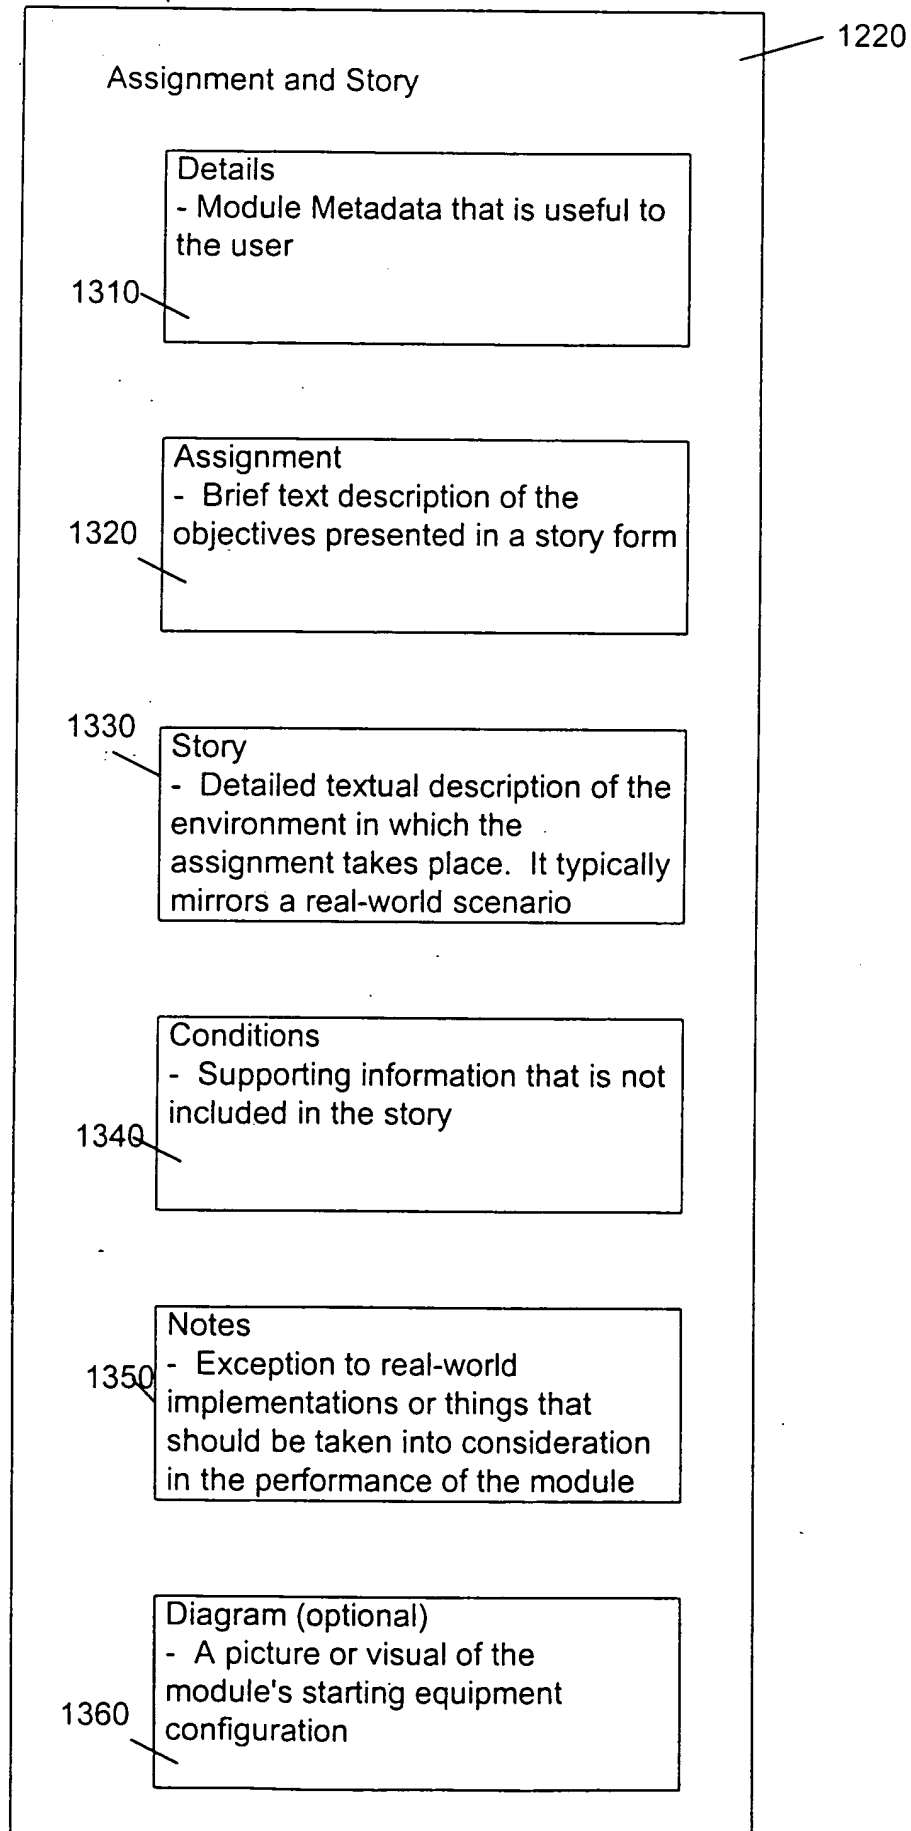 1220
Assignment and Story
Details
- Module Metadata that is useful to
the user
1310
Assignment
- Brief text description of the
objectives presented in a story form
1320
1330
Story
- Detailed textual description of the
environment in which the
assignment takes place. It typically
mirrors a real-world scenario
Conditions
- Supporting information that is not
included in the story
1340
Notes
- Exception to real-world
implementations or things that
should be taken into consideration
in the performance of the module
1350
Diagram (optional)
- A picture or visual of the
module's starting equipment
configuration
1360